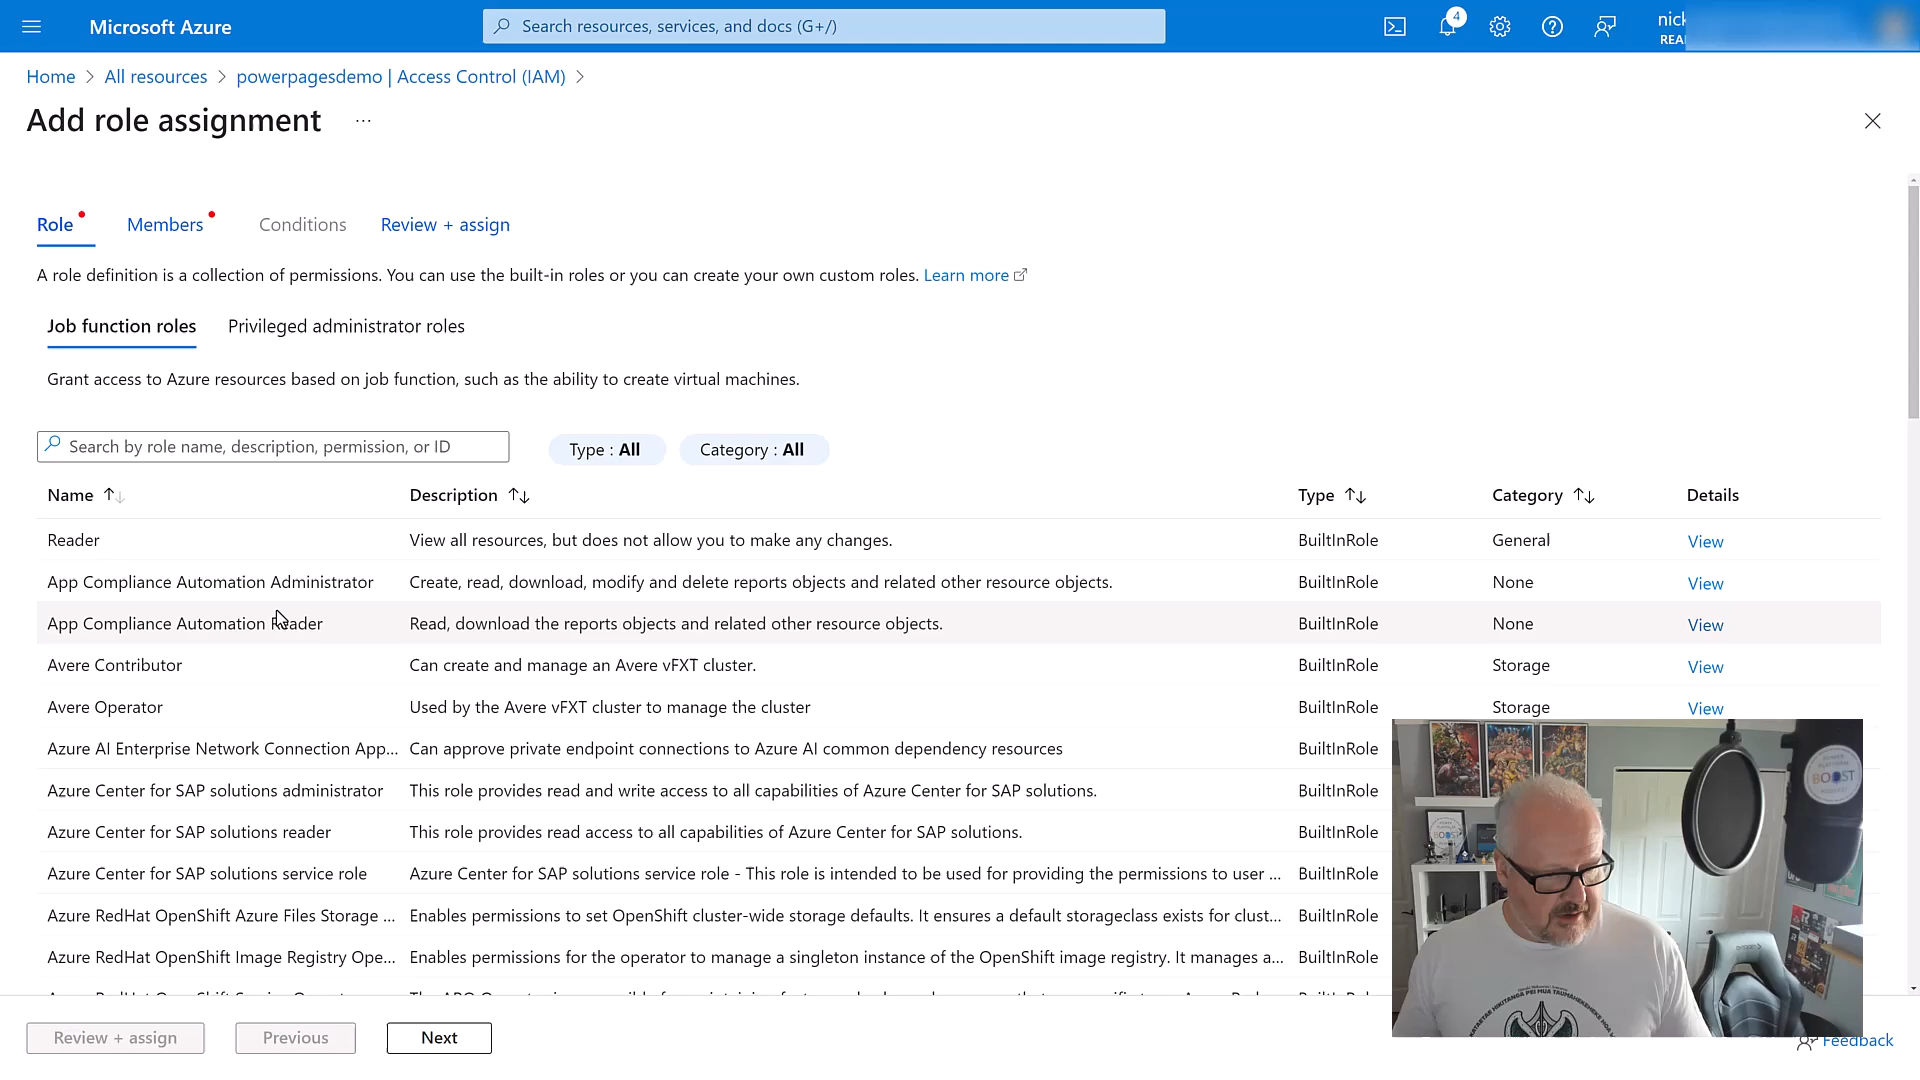 Microsoft Azure
Search resources, services, and docs (G+/)
4
nick
REA
Home > All resources > powerpagesdemo | Access Control (IAM) >
Add role assignment ...
Role Members Conditions Review + assign
A role definition is a collection of permissions. You can use the built-in roles or you can create your own custom roles. Learn more
Job function roles Privileged administrator roles
Grant access to Azure resources based on job function, such as the ability to create virtual machines.
Search by role name, description, permission, or ID Type : All Category : All
Name Description Type Category Details
Reader View all resources, but does not allow you to make any changes. BuiltInRole General View
App Compliance Automation Administrator Create, read, download, modify and delete reports objects and related other resource objects. BuiltInRole None View
App Compliance Automation Reader Read, download the reports objects and related other resource objects. BuiltInRole None View
Avere Contributor Can create and manage an Avere vFXT cluster. BuiltInRole Storage View
Avere Operator Used by the Avere vFXT cluster to manage the cluster BuiltInRole Storage View
Azure AI Enterprise Network Connection App... Can approve private endpoint connections to Azure AI common dependency resources BuiltInRole
Azure Center for SAP solutions administrator This role provides read and write access to all capabilities of Azure Center for SAP solutions. BuiltInRole
Azure Center for SAP solutions reader This role provides read access to all capabilities of Azure Center for SAP solutions. BuiltInRole
Azure Center for SAP solutions service role Azure Center for SAP solutions service role - This role is intended to be used for providing the permissions to user ... BuiltInRole
Azure RedHat OpenShift Azure Files Storage ... Enables permissions to set OpenShift cluster-wide storage defaults. It ensures a default storageclass exists for clust... BuiltInRole
Azure RedHat OpenShift Image Registry Ope... Enables permissions for the operator to manage a singleton instance of the OpenShift image registry. It manages a... BuiltInRole
BOOST
Review + assign Previous Next
Feedback